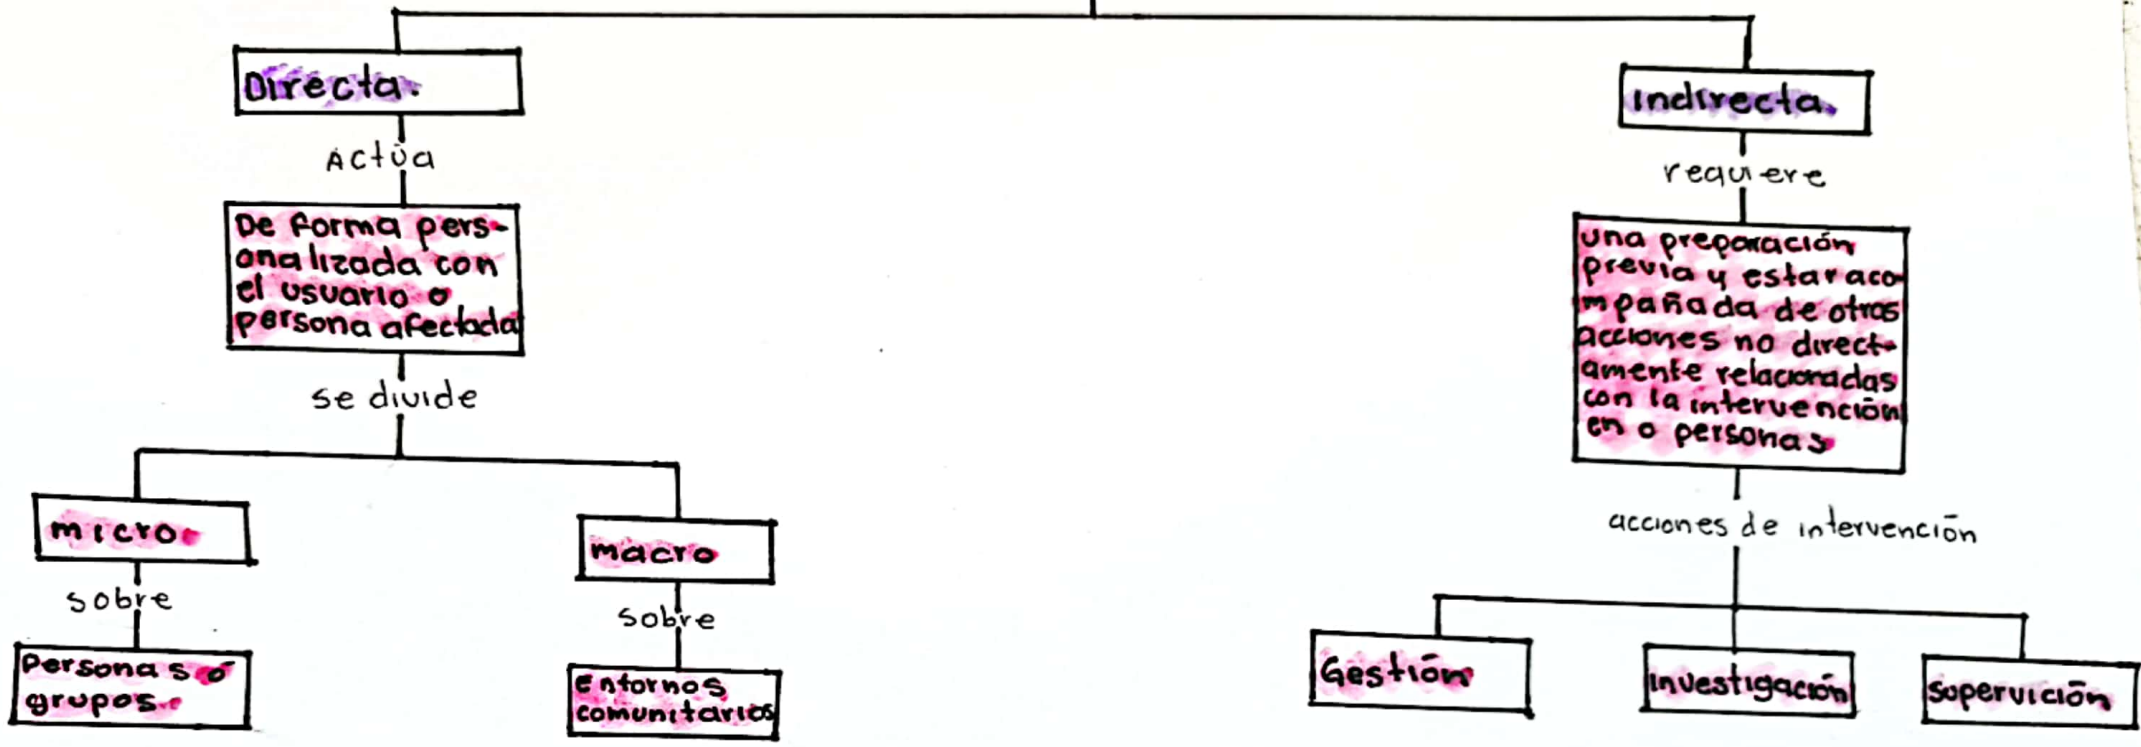 Directa.
Actúa
De forma pers-
onalizada con
el usuario o
persona afectada
se divide
micro.
sobre
Personas ó
grupos.
macro
sobre
Entornos
comunitarios
Indirecta.
requiere
una preparación
previa y estar aco-
mpañada de otras
acciones no direct-
amente relacionadas
con la intervención
en o personas
acciones de intervención
Gestión
investigación
supervición